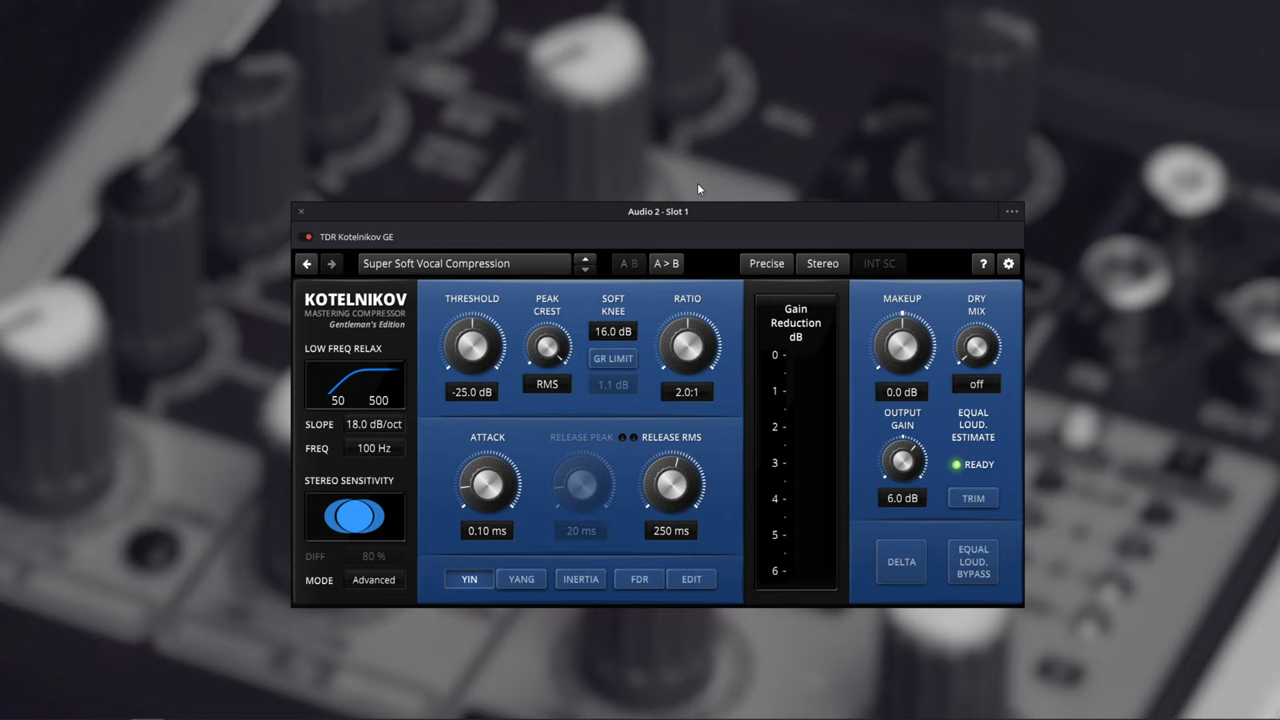 Audio 2 - Slot 1
TDR Kotelnikov GE
Super Soft Vocal Compression
A B
A > B
Precise
Stereo
INT SC
?
KOTELNIKOV
MASTERING COMPRESSOR
Gentleman's Edition
LOW FREQ RELAX
50 500
SLOPE 18.0 dB/oct
FREQ 100 Hz
STEREO SENSITIVITY
DIFF 80 %
MODE Advanced
THRESHOLD
-25.0 dB
PEAK
CREST
RMS
SOFT
KNEE
16.0 dB
GR LIMIT
1.1 dB
RATIO
2.0:1
ATTACK
0.10 ms
RELEASE PEAK
20 ms
RELEASE RMS
250 ms
YIN
YANG
INERTIA
FDR
EDIT
Gain
Reduction
dB
0 -
1 -
2 -
3 -
4 -
5 -
6 -
MAKEUP
0.0 dB
DRY
MIX
off
OUTPUT
GAIN
6.0 dB
EQUAL
LOUD.
ESTIMATE
READY
TRIM
DELTA
EQUAL
LOUD.
BYPASS